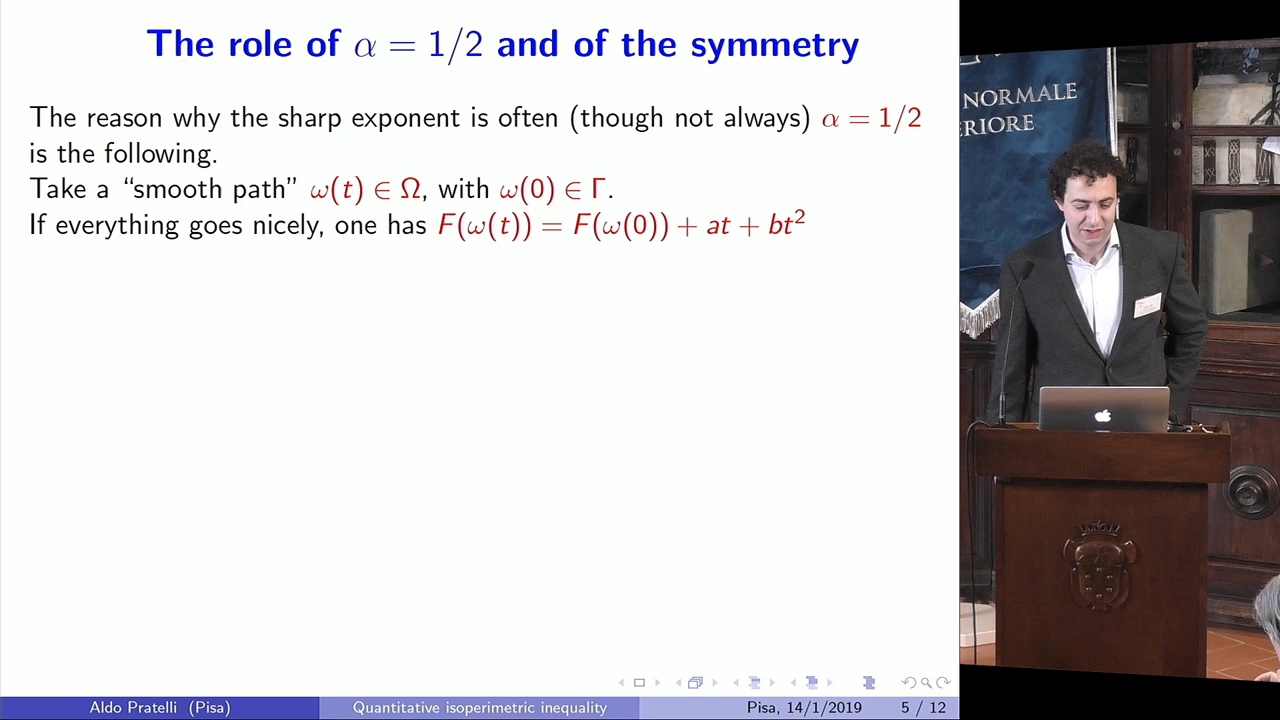 The role of α = 1/2 and of the symmetry
The reason why the sharp exponent is often (though not always) α = 1/2
is the following.
Take a “smooth path” ω(t) ∈ Ω, with ω(0) ∈ Γ.
If everything goes nicely, one has F(ω(t)) = F(ω(0)) + at + bt²
Aldo Pratelli (Pisa) Quantitative isoperimetric inequality Pisa, 14/1/2019 5 / 12
NORMALE
ERIORE